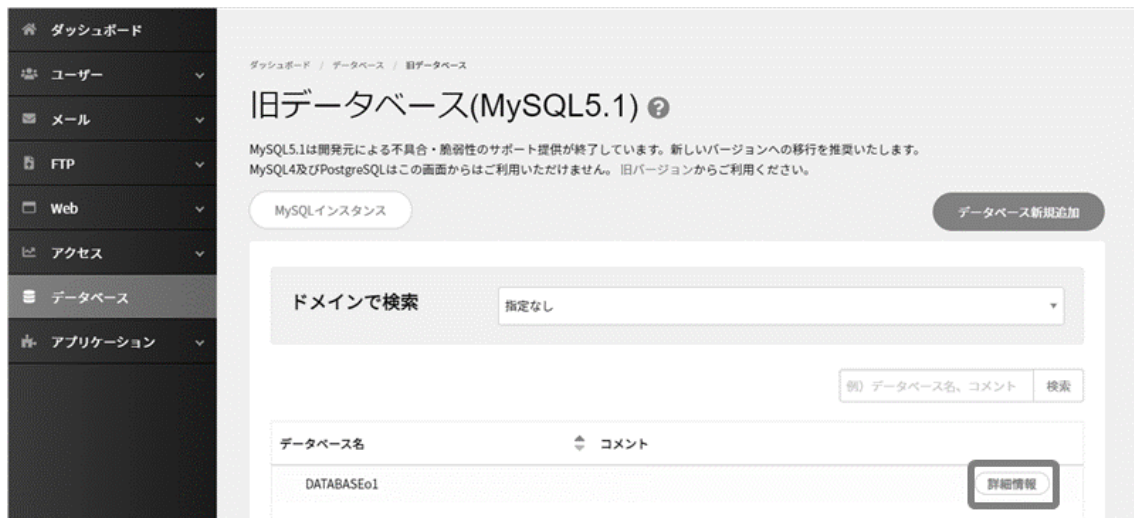 ダッシュボード
ユーザー
メール
FTP
Web
アクセス
データベース
アプリケーション
ダッシュボード / データベース / 旧データベース
旧データベース(MySQL5.1)
MySQL5.1は開発元による不具合・脆弱性のサポート提供が終了しています。新しいバージョンへの移行を推奨いたします。
MySQL4及びPostgreSQLはこの画面からはご利用いただけません。旧バージョンからご利用ください。
MySQLインスタンス
データベース新規追加
ドメインで検索
指定なし
例）データベース名、コメント 検索
データベース名 コメント
DATABASEo1 詳細情報